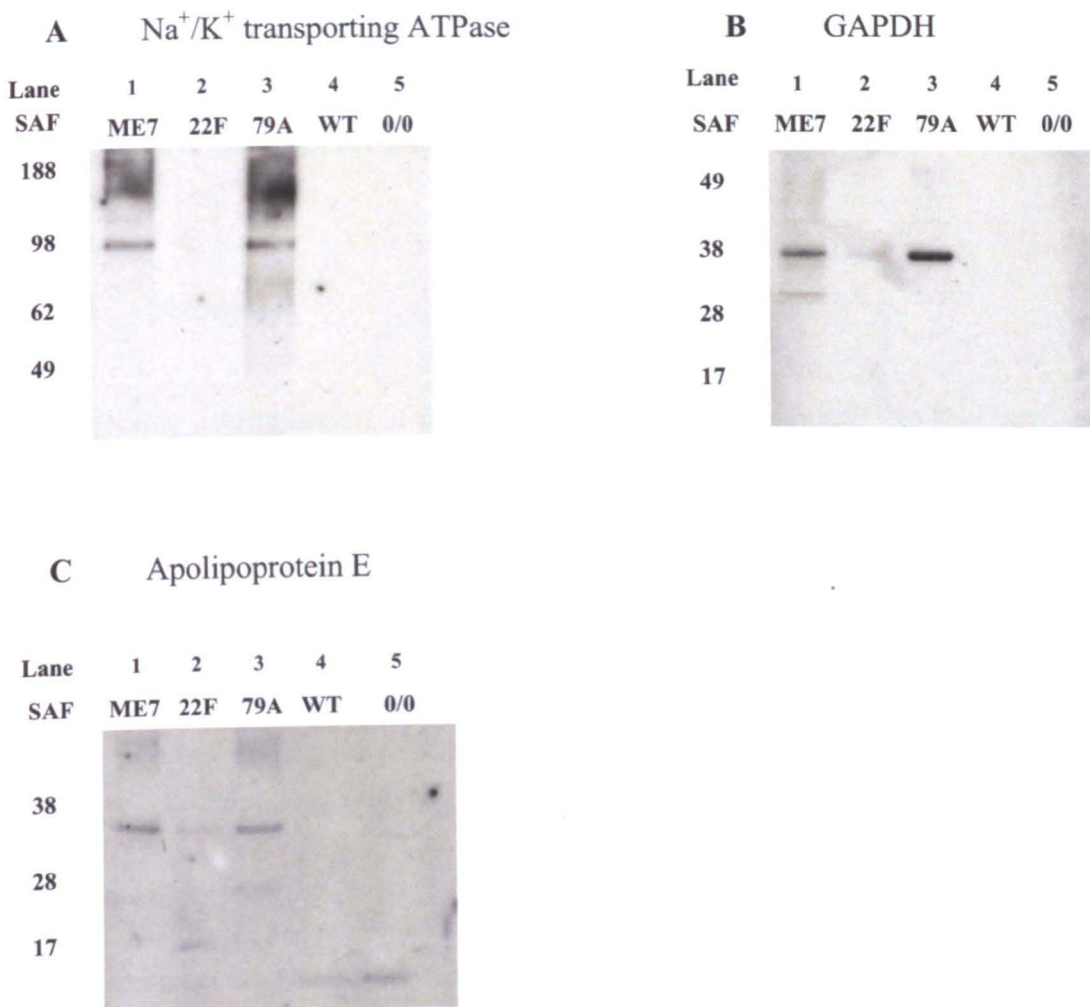 A Na⁺/K⁺ transporting ATPase
Lane 1 2 3 4 5
SAF ME7 22F 79A WT 0/0
188
98
62
49
B GAPDH
Lane 1 2 3 4 5
SAF ME7 22F 79A WT 0/0
49
38
28
17
C Apolipoprotein E
Lane 1 2 3 4 5
SAF ME7 22F 79A WT 0/0
38
28
17